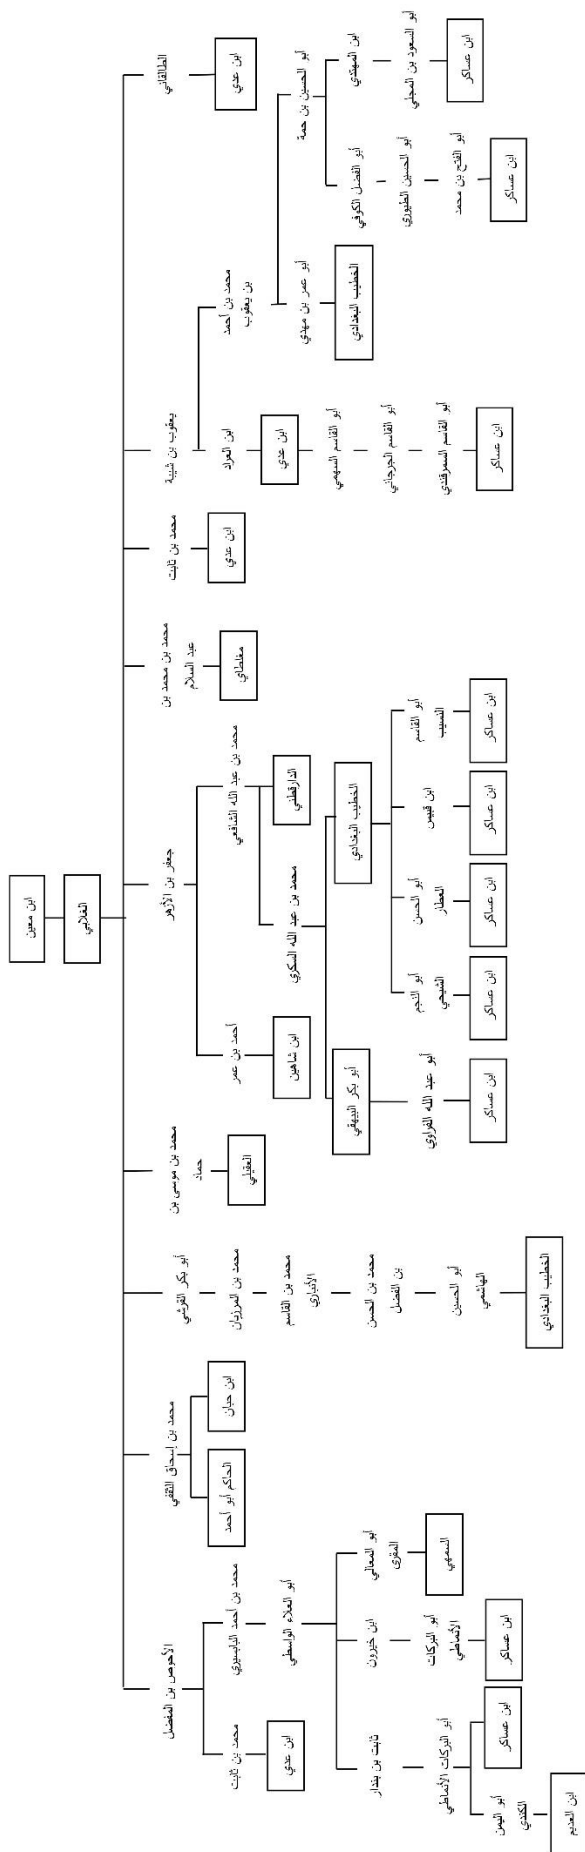 ابن معين
الغلابي
الطالقاني
ابن عدي
يعقوب بن شيبة
محمد بن أحمد
بن يعقوب
أبو الحسين بن حمة
ابن المهتدي
أبو السعود بن المجلي
ابن عساكر
أبو الفضل الكوفي
أبو الحسين الطيوري
أبو الفتح بن محمد
ابن عساكر
أبو عمر بن مهدي
الخطيب البغدادي
ابن العراد
ابن عدي
أبو القاسم السهمي
أبو القاسم الجرجاني
أبو القاسم السمرقندي
ابن عساكر
محمد بن ثابت
ابن عدي
محمد بن محمد بن
عبد السلام
مغلطاي
جعفر بن الأزهر
محمد بن عبد الله الشافعي
الدارقطني
محمد بن عبد الله السكري
الخطيب البغدادي
أبو القاسم
النسيب
ابن عساكر
ابن قبيس
ابن عساكر
أبو الحسن
العطار
ابن عساكر
أبو النجم
الشيحي
ابن عساكر
أبو بكر البيهقي
أبو عبد الله الفراوي
ابن عساكر
أحمد بن عمر
ابن شاهين
محمد بن موسى بن
حماد
العقيلي
أبو بكر القرشي
محمد بن المرزبان
محمد بن القاسم
الأنباري
محمد بن الحسن
بن الفضل
أبو الحسين
الهاشمي
الخطيب البغدادي
محمد بن إسحاق الثقفي
ابن حبان
الحاكم أبو أحمد
الأحوص بن المفضل
محمد بن أحمد البابسيري
أبو العلاء الواسطي
أبو المعالي
المقرئ
السهمي
ابن خيرون
أبو البركات
الأنماطي
ابن عساكر
ثابت بن بندار
أبو البركات الأنماطي
ابن عساكر
أبو اليمن
الكندي
ابن العديم
محمد بن ثابت
ابن عدي